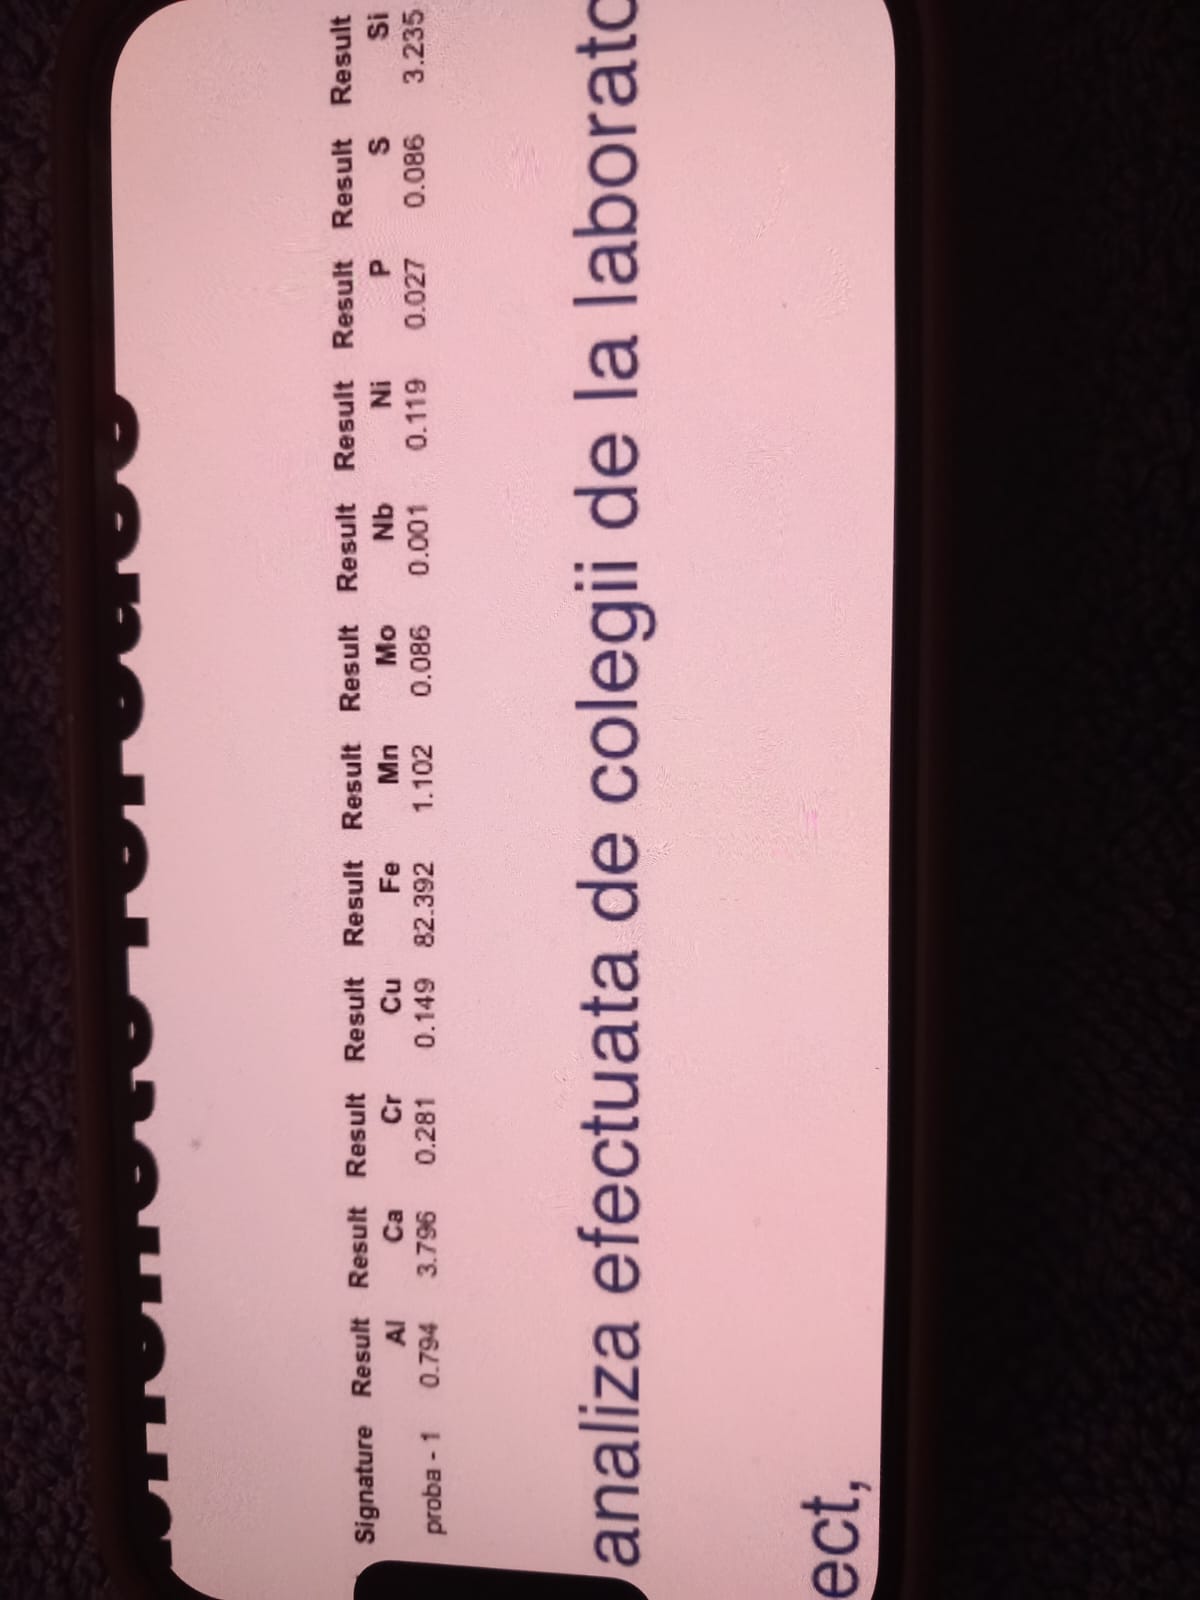 Signature Result Result Result Result Result Result Result Result Result Result Result Result
Al Ca Cr Cu Fe Mn Mo Nb Ni P S Si
proba - 1 0.794 3.796 0.281 0.149 82.392 1.102 0.086 0.001 0.119 0.027 0.086 3.235
analiza efectuata de colegii de la laborato
ect,